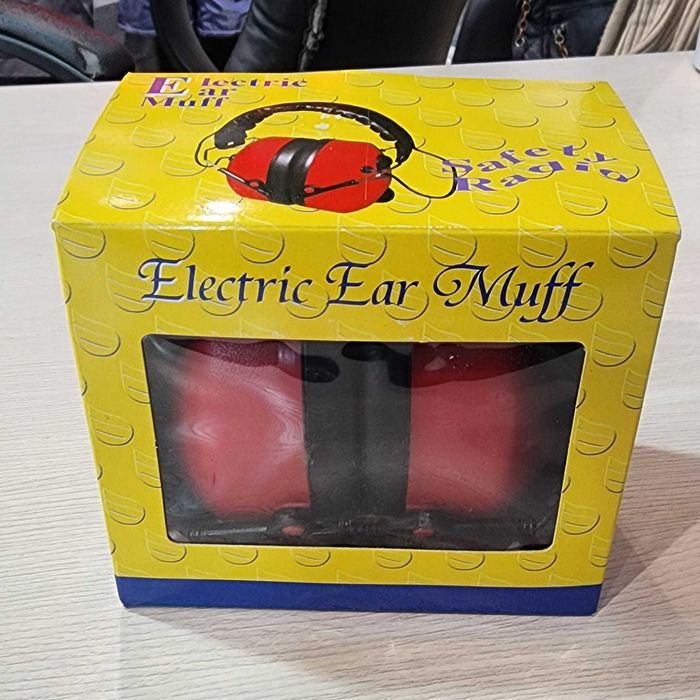 Electric
Ear
Muff
Safety
Radio
Electric Ear Muff